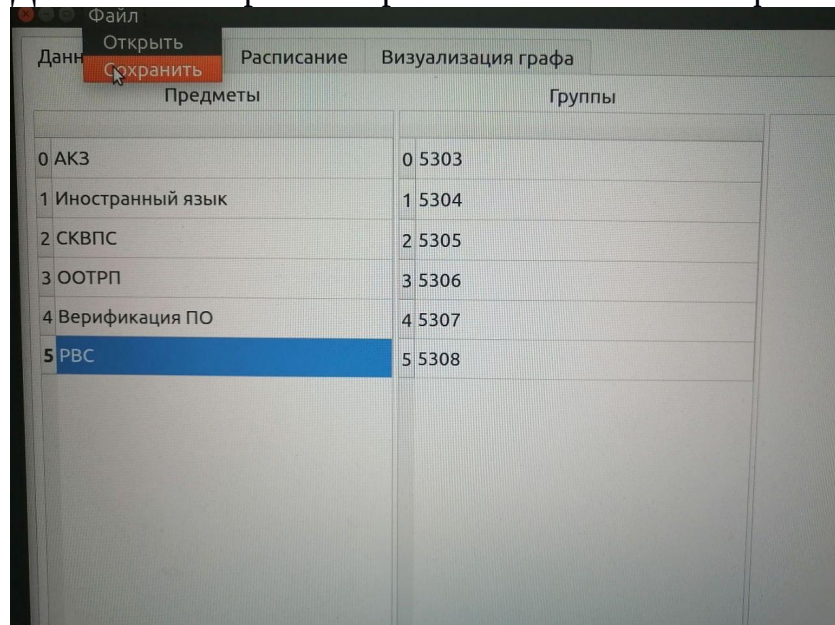 Файл
Открыть
Сохранить
Расписание
Визуализация графа
Предметы
Группы
0 АКЗ
1 Иностранный язык
2 СКВПС
3 ООТРП
4 Верификация ПО
5 РВС
0 5303
1 5304
2 5305
3 5306
4 5307
5 5308